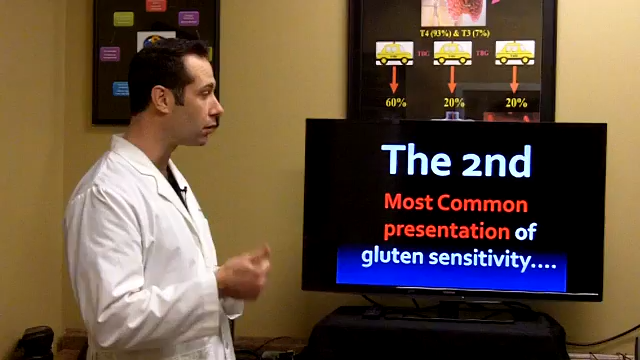 T4 (93%) & T3 (7%)
TBG TBG
60% 20% 20%
The 2nd
Most Common
presentation of
gluten sensitivity....